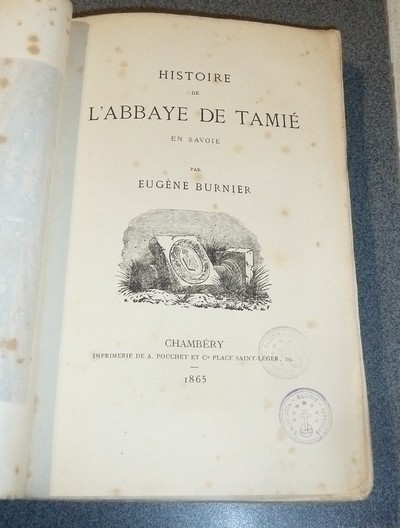 HISTOIRE
DE
L'ABBAYE DE TAMIÉ
EN SAVOIE
PAR
EUGÈNE BURNIER
CHAMBÉRY
IMPRIMERIE DE A. POUCHET ET Cie PLACE SAINT-LÉGER,
1865